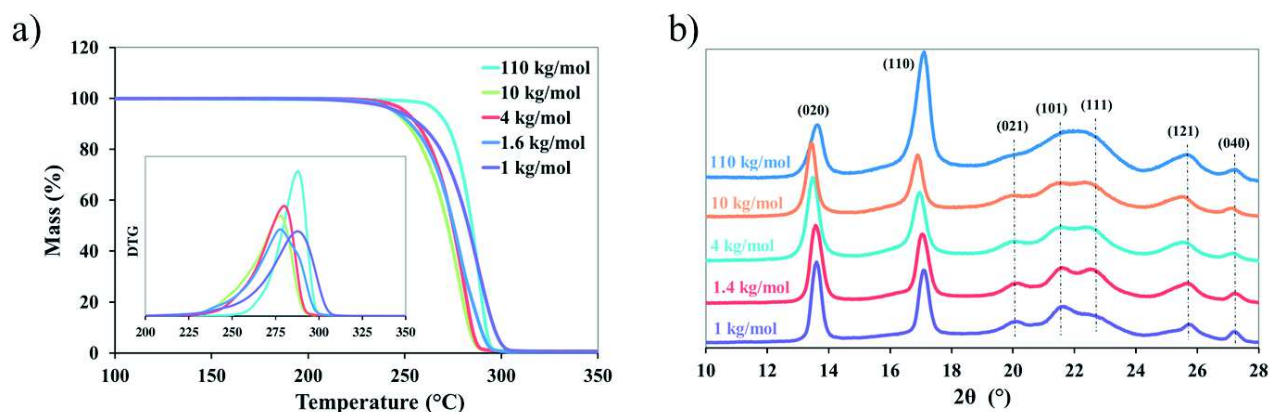 a)
120
100
80
60
40
20
0
Mass (%)
110 kg/mol
10 kg/mol
4 kg/mol
1.6 kg/mol
1 kg/mol
DTG
200 225 250 275 300 325 350
100 150 200 250 300 350
Temperature (°C)
b)
(020)
(110)
(021)
(101)
(111)
(121)
(040)
110 kg/mol
10 kg/mol
4 kg/mol
1.4 kg/mol
1 kg/mol
10 12 14 16 18 20 22 24 26 28
2θ (°)